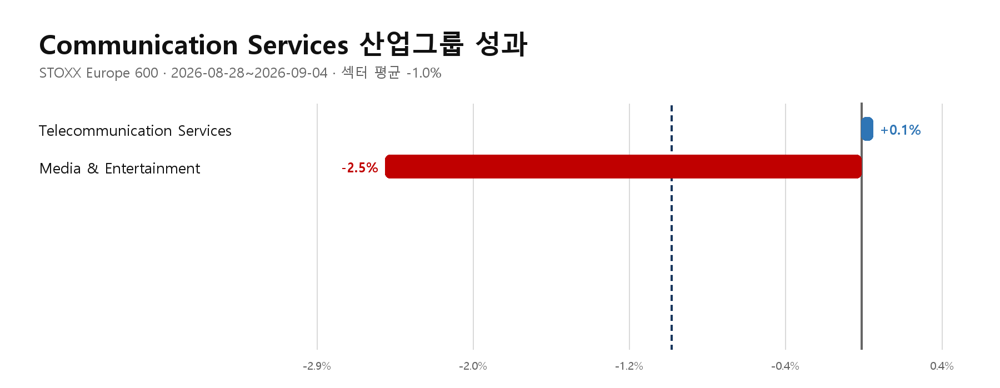 Communication Services 산업그룹 성과
STOXX Europe 600 · 2026-08-28~2026-09-04 · 섹터 평균 -1.0%
Telecommunication Services +0.1%
Media & Entertainment -2.5%
-2.9% -2.0% -1.2% -0.4% 0.4%